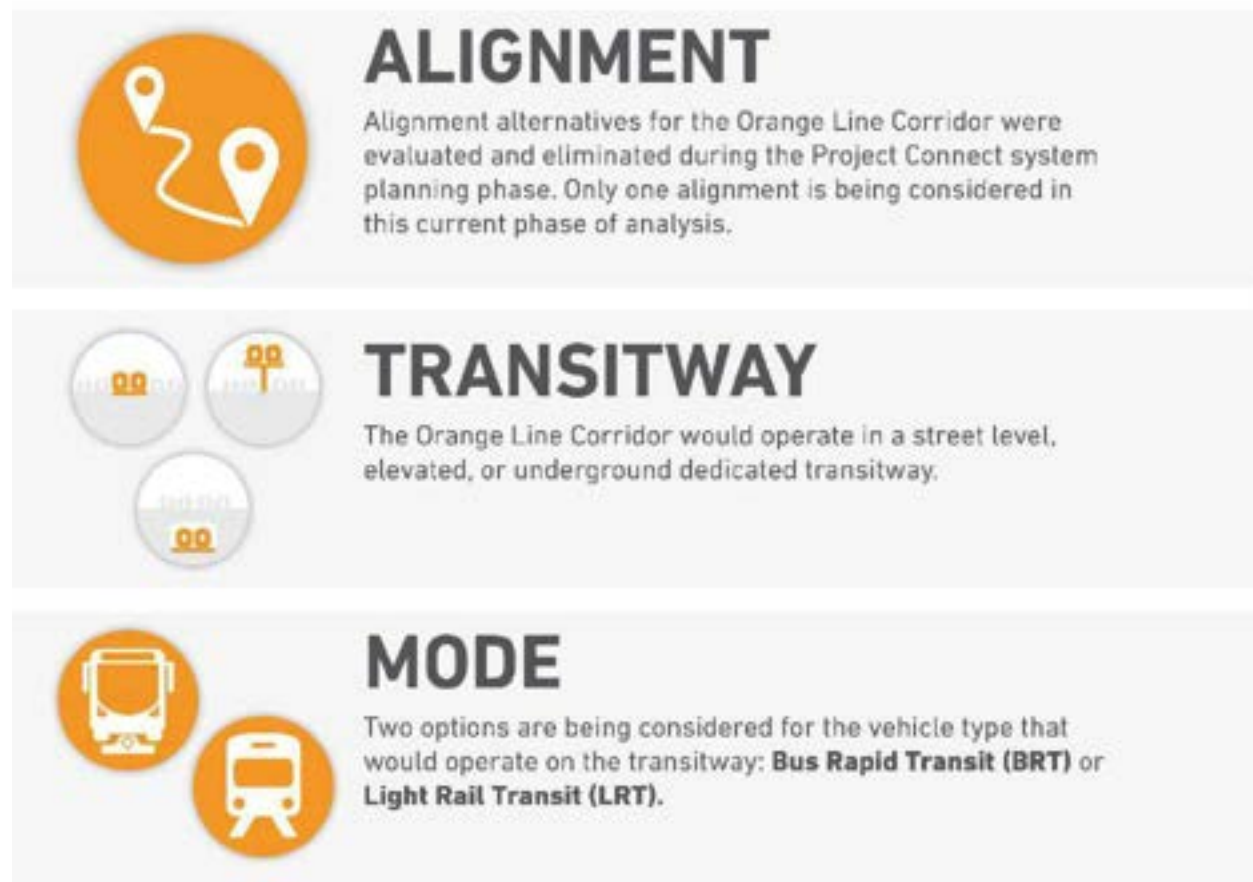 ALIGNMENT
Alignment alternatives for the Orange Line Corridor were
evaluated and eliminated during the Project Connect system
planning phase. Only one alignment is being considered in
this current phase of analysis.
TRANSITWAY
The Orange Line Corridor would operate in a street level,
elevated, or underground dedicated transitway.
MODE
Two options are being considered for the vehicle type that
would operate on the transitway: Bus Rapid Transit (BRT) or
Light Rail Transit (LRT).